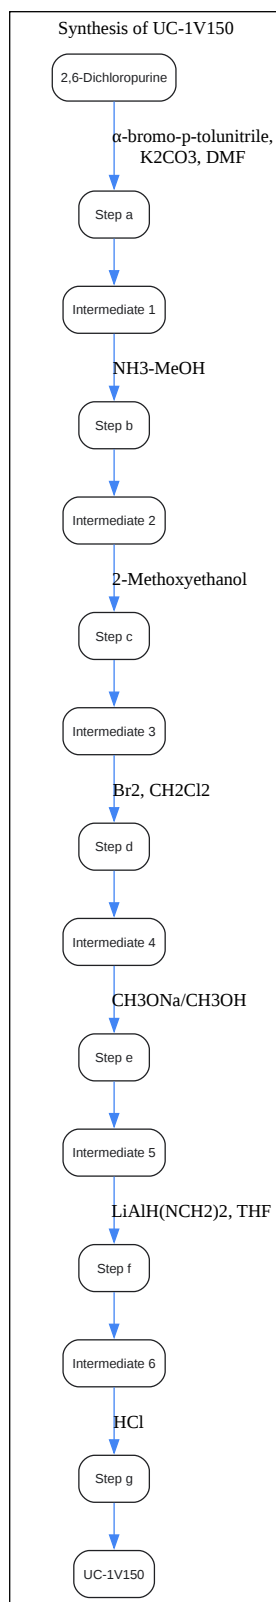 Synthesis of UC-1V150
2,6-Dichloropurine
α-bromo-p-tolunitrile,
K2CO3, DMF
Step a
Intermediate 1
NH3-MeOH
Step b
Intermediate 2
2-Methoxyethanol
Step c
Intermediate 3
Br2, CH2Cl2
Step d
Intermediate 4
CH3ONa/CH3OH
Step e
Intermediate 5
LiAlH(NCH2)2, THF
Step f
Intermediate 6
HCl
Step g
UC-1V150